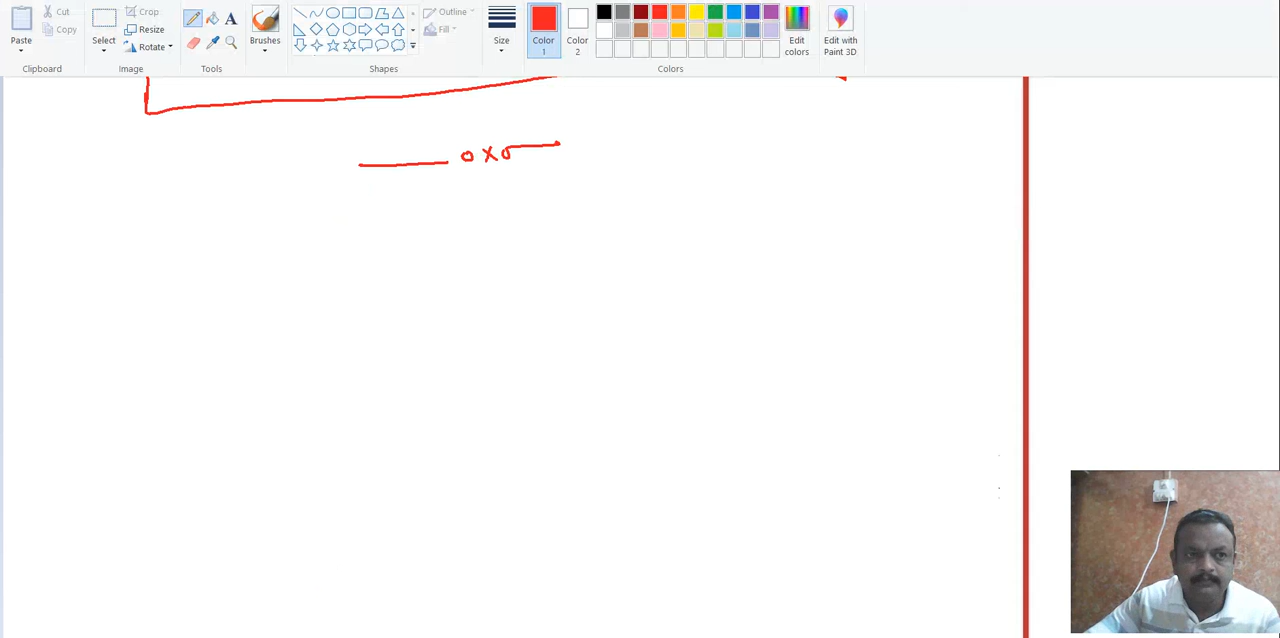 Cut
Copy
Paste
Clipboard
Select
Crop
Resize
Rotate
Image
A
Tools
Brushes
Outline
Fill
Shapes
Size
Color
1
Color
2
Edit
colors
Edit with
Paint 3D
Colors
—— o x o ——